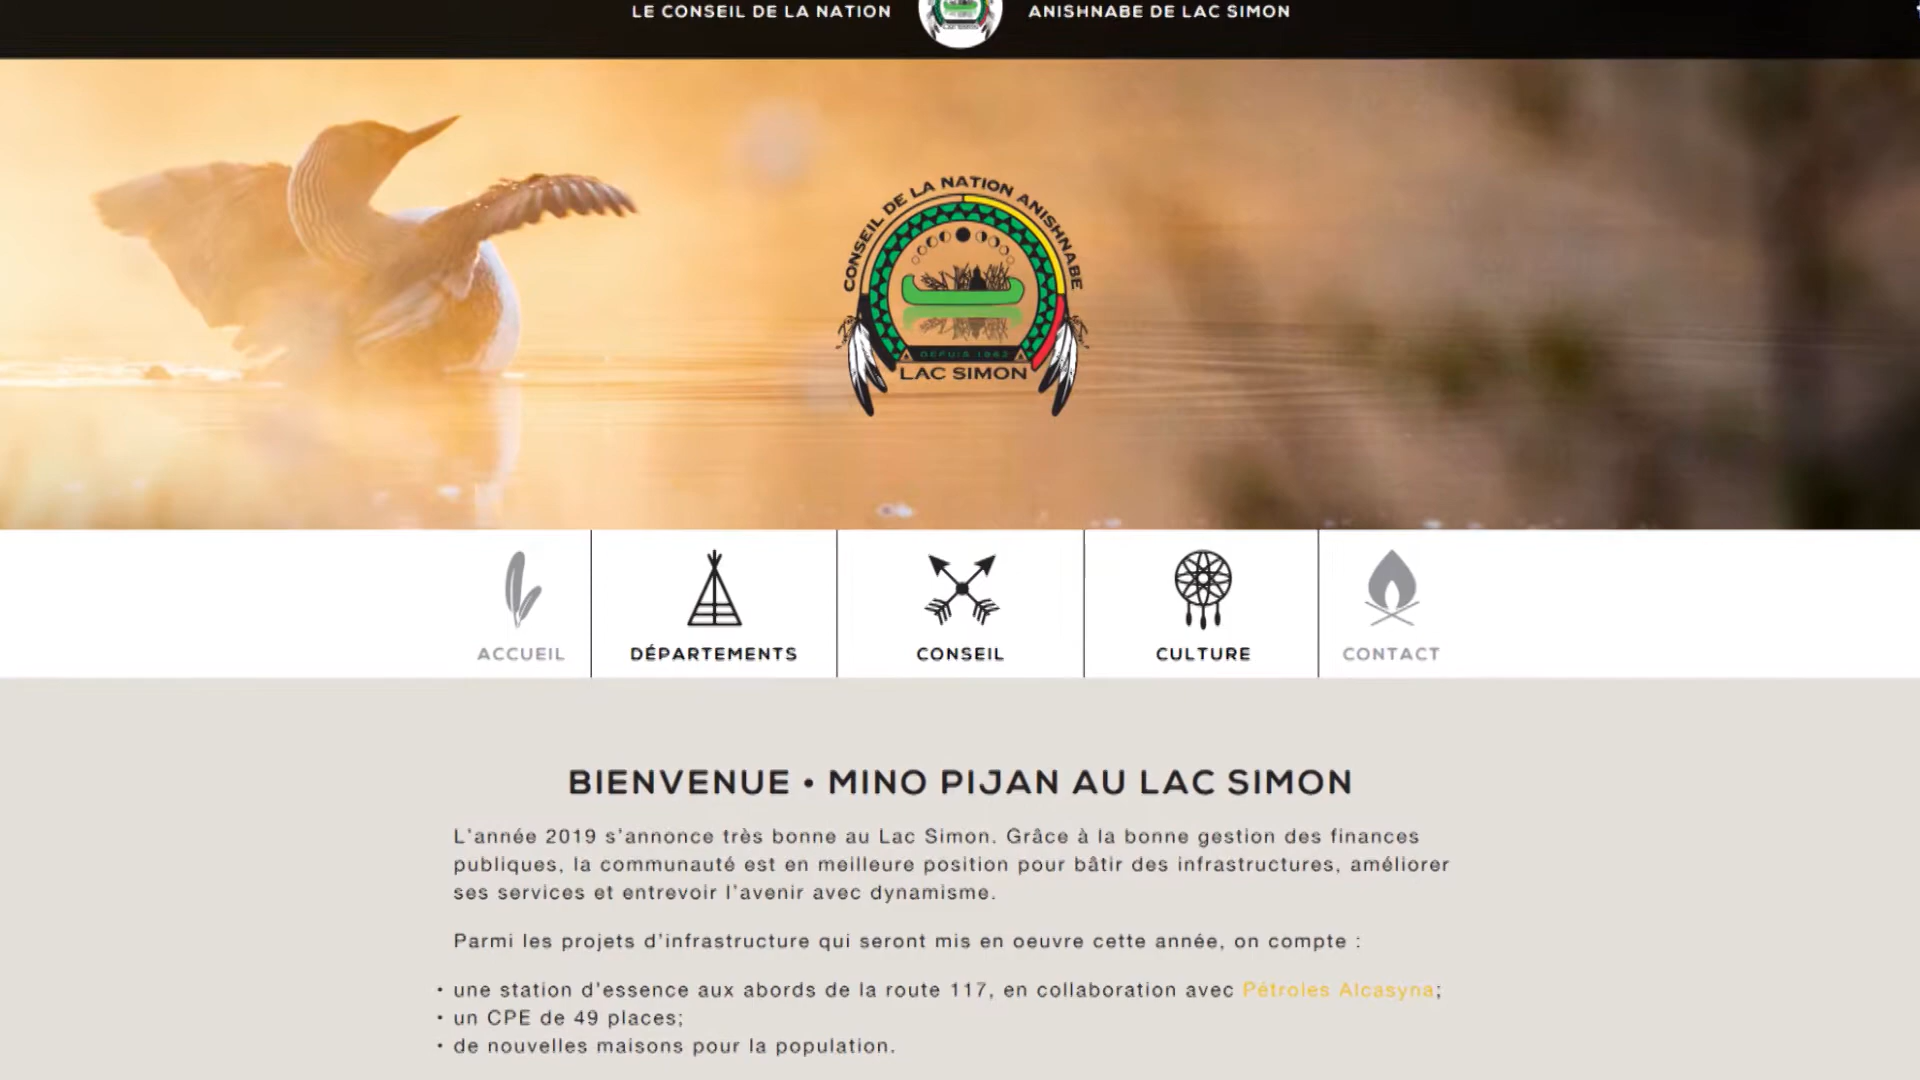 LE CONSEIL DE LA NATION ANISHNABE DE LAC SIMON
CONSEIL DE LA NATION ANISHNABE
DEPUIS 1962
LAC SIMON
ACCUEIL
DÉPARTEMENTS
CONSEIL
CULTURE
CONTACT
BIENVENUE • MINO PIJAN AU LAC SIMON
L'année 2019 s'annonce très bonne au Lac Simon. Grâce à la bonne gestion des finances
publiques, la communauté est en meilleure position pour bâtir des infrastructures, améliorer
ses services et entrevoir l'avenir avec dynamisme.
Parmi les projets d'infrastructure qui seront mis en oeuvre cette année, on compte :
• une station d'essence aux abords de la route 117, en collaboration avec Pétroles Alcasyna;
• un CPE de 49 places;
• de nouvelles maisons pour la population.